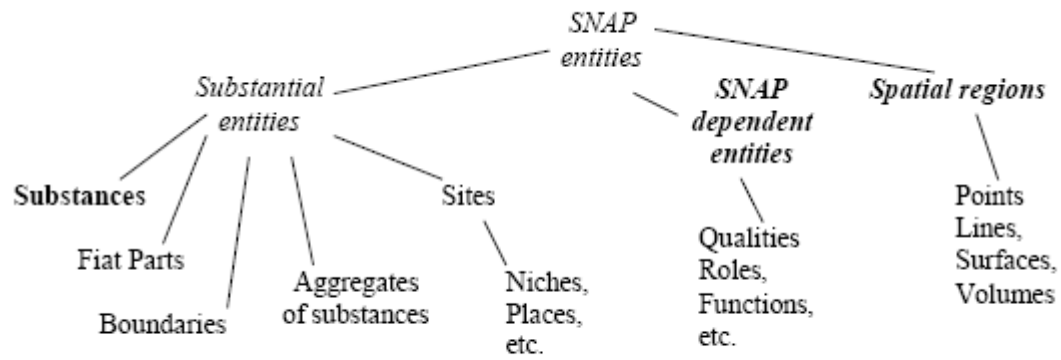 SNAP
entities
Substantial
entities
SNAP
dependent
entities
Spatial regions
Substances
Fiat Parts
Boundaries
Aggregates
of substances
Sites
Niches,
Places,
etc.
Qualities
Roles,
Functions,
etc.
Points
Lines,
Surfaces,
Volumes